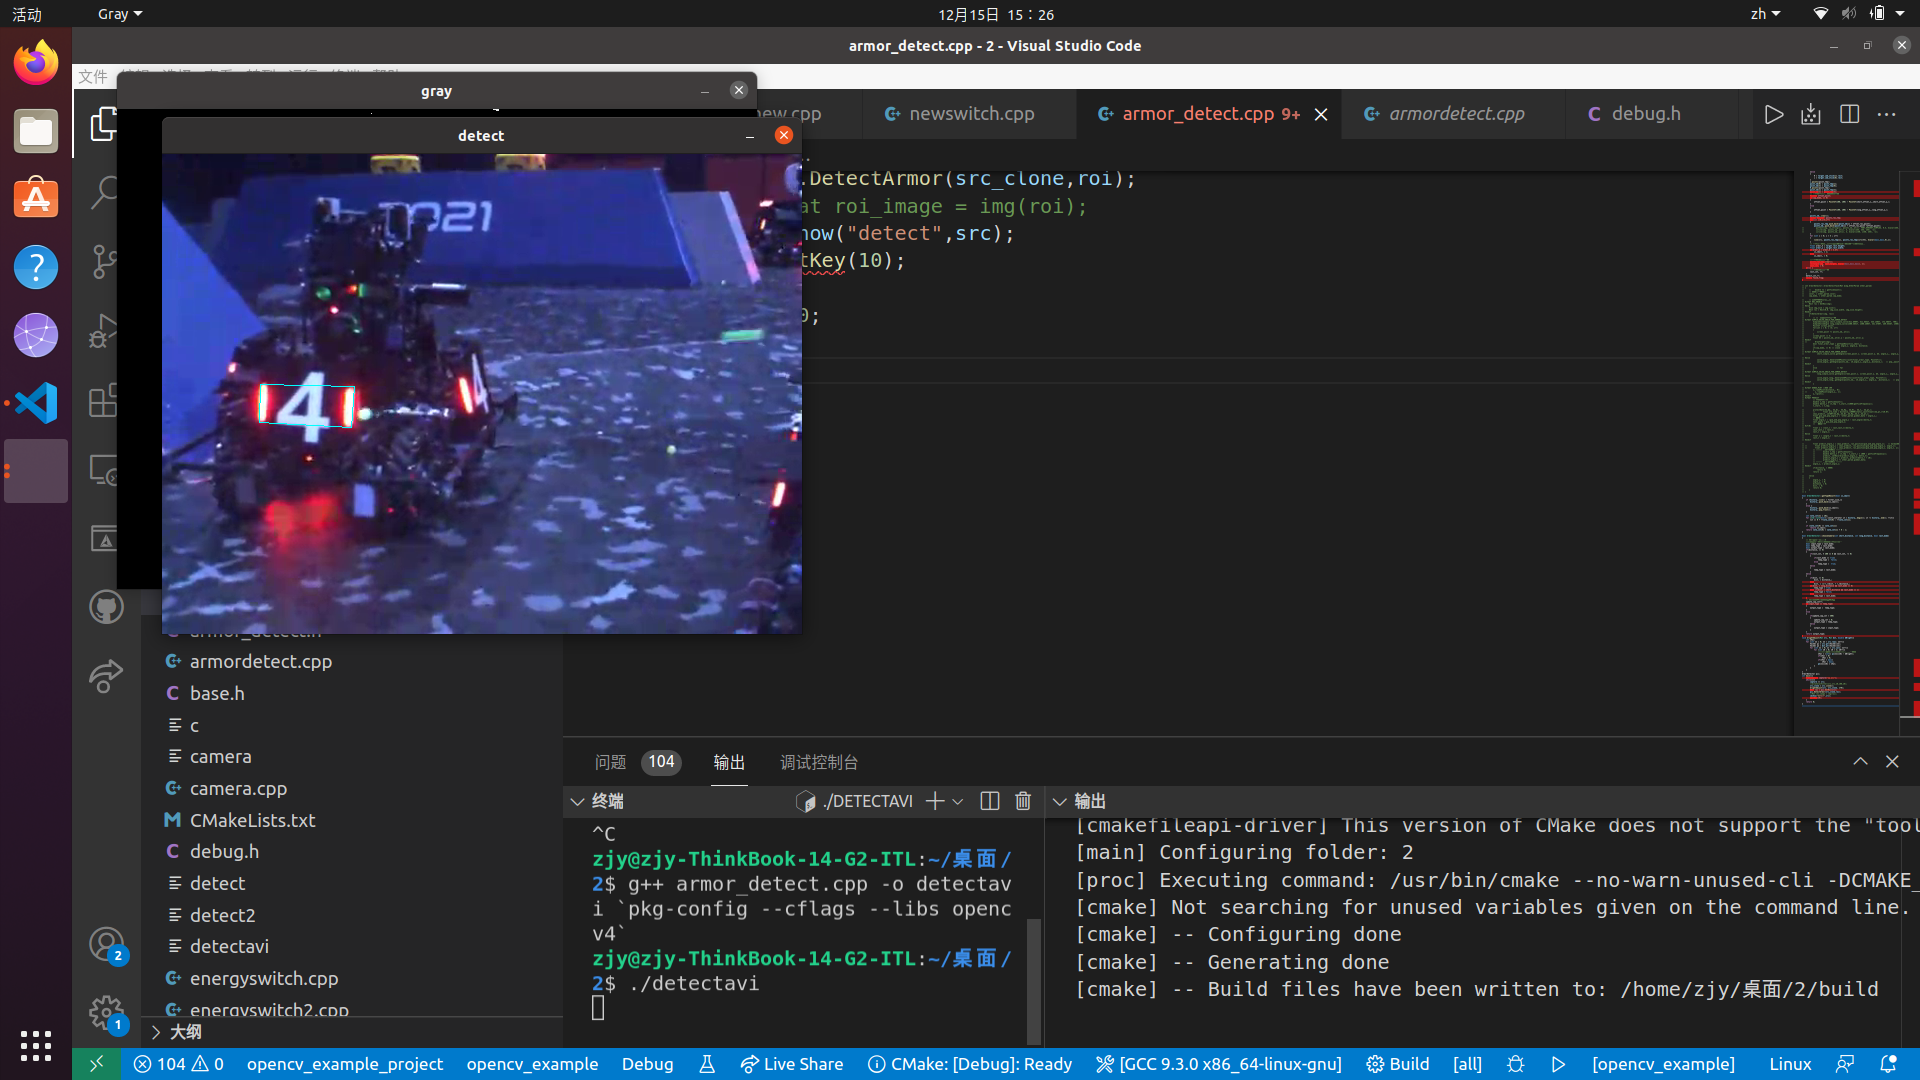 活动
Gray
12月15日 15：26
zh
armor_detect.cpp - 2 - Visual Studio Code
文件
gray
detect
new.cpp
newswitch.cpp
armor_detect.cpp 9+
armordetect.cpp
debug.h
.DetectArmor(src_clone,roi);
at roi_image = img(roi);
how("detect",src);
tKey(10);
0;
2021
4
4
armor_detect.h
armordetect.cpp
base.h
c
camera
camera.cpp
CMakeLists.txt
debug.h
detect
detect2
detectavi
energyswitch.cpp
energyswitch2.cpp
大纲
2
1
问题 104 输出 调试控制台
终端 ./DETECTAVI
^C
zjy@zjy-ThinkBook-14-G2-ITL:~/桌面/
2$ g++ armor_detect.cpp -o detectav
i `pkg-config --cflags --libs openc
v4`
zjy@zjy-ThinkBook-14-G2-ITL:~/桌面/
2$ ./detectavi
输出
[cmakefileapi-driver] This version of CMake does not support the "tool
[main] Configuring folder: 2
[proc] Executing command: /usr/bin/cmake --no-warn-unused-cli -DCMAKE_
[cmake] Not searching for unused variables given on the command line.
[cmake] -- Configuring done
[cmake] -- Generating done
[cmake] -- Build files have been written to: /home/zjy/桌面/2/build
104 0 opencv_example_project opencv_example Debug Live Share CMake: [Debug]: Ready [GCC 9.3.0 x86_64-linux-gnu] Build [all] [opencv_example] Linux